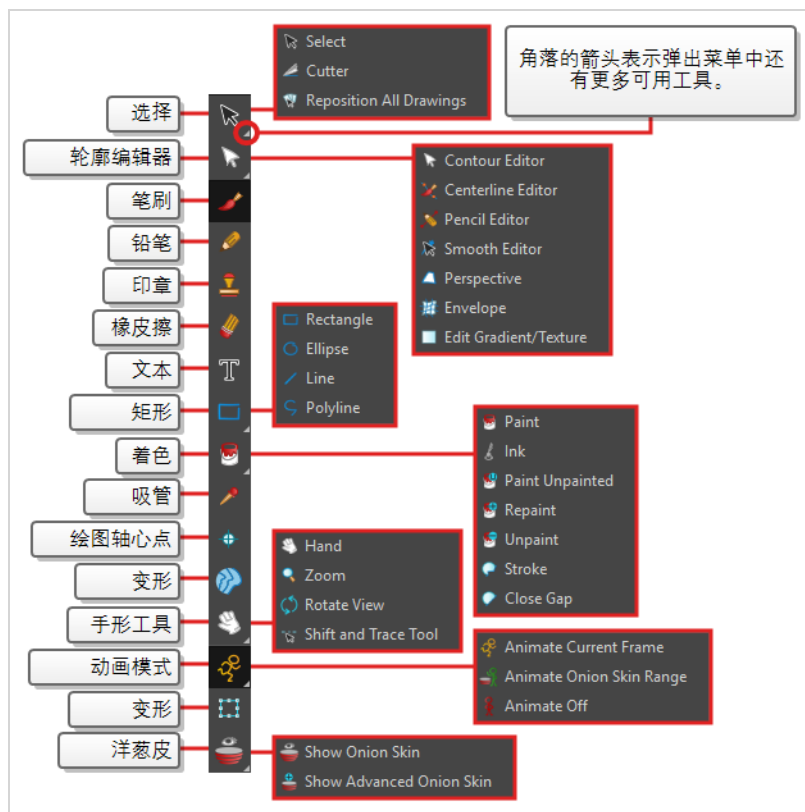 Select
Cutter
Reposition All Drawings
角落的箭头表示弹出菜单中还
有更多可用工具。
选择
轮廓编辑器
笔刷
铅笔
印章
橡皮擦
文本
矩形
着色
吸管
绘图轴心点
变形
手形工具
动画模式
变形
洋葱皮
Contour Editor
Centerline Editor
Pencil Editor
Smooth Editor
Perspective
Envelope
Edit Gradient/Texture
Rectangle
Ellipse
Line
Polyline
Paint
Ink
Paint Unpainted
Repaint
Unpaint
Stroke
Close Gap
Hand
Zoom
Rotate View
Shift and Trace Tool
Animate Current Frame
Animate Onion Skin Range
Animate Off
Show Onion Skin
Show Advanced Onion Skin